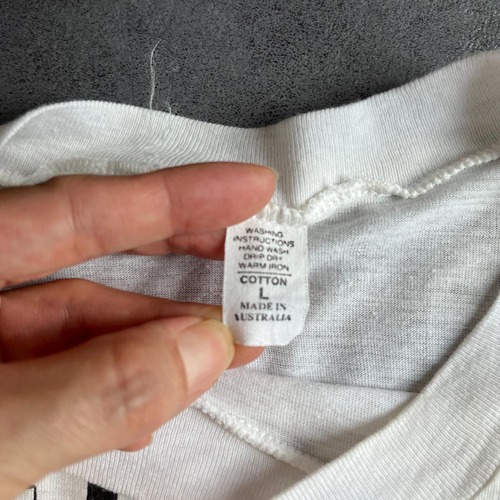 WASHING
INSTRUCTIONS
HAND WASH
DRIP DRY
WARM IRON
COTTON
L
MADE IN
AUSTRALIA